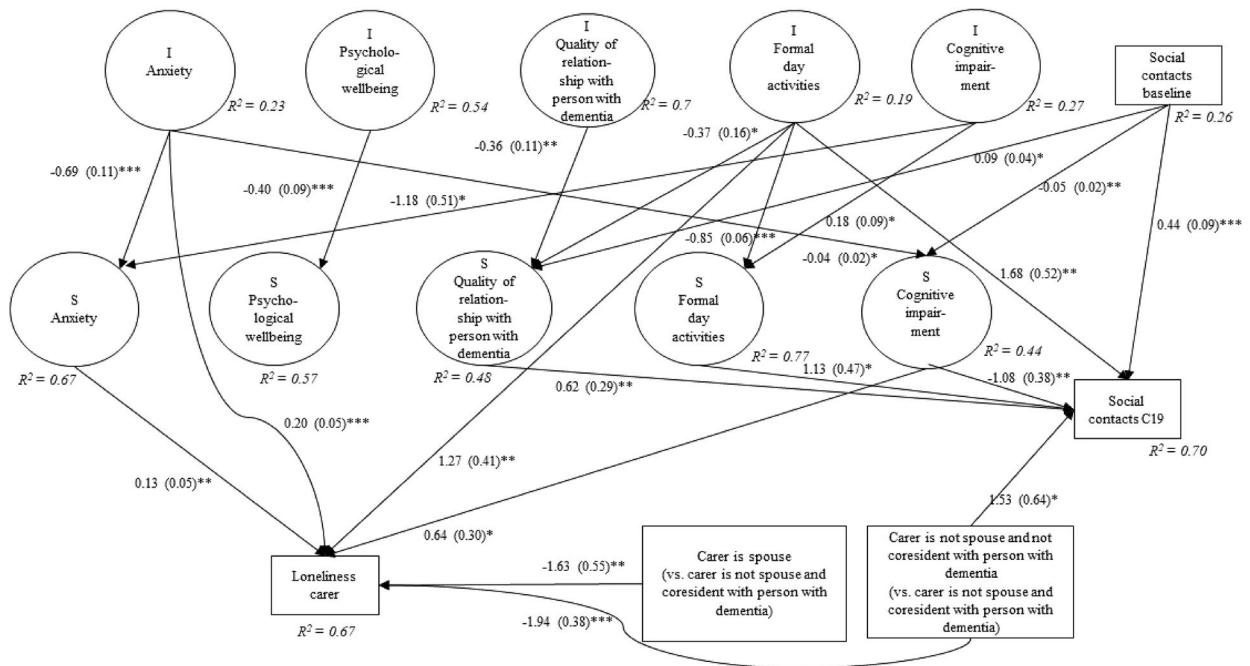 I
Anxiety
R² = 0.23
I
Psycholo-
gical
wellbeing
R² = 0.54
I
Quality of
relation-
ship with
person with
dementia
R² = 0.7
I
Formal
day
activities
R² = 0.19
I
Cognitive
impair-
ment
R² = 0.27
Social
contacts
baseline
R² = 0.26
-0.69 (0.11)***
-0.40 (0.09)***
-0.36 (0.11)**
-0.37 (0.16)*
0.09 (0.04)*
-0.05 (0.02)**
-1.18 (0.51)*
-0.85 (0.06)***
0.18 (0.09)*
-0.04 (0.02)*
0.44 (0.09)***
1.68 (0.52)**
S
Anxiety
R² = 0.67
S
Psycho-
logical
wellbeing
R² = 0.57
S
Quality of
relation-
ship with
person with
dementia
R² = 0.48
S
Formal
day
activities
R² = 0.77
S
Cognitive
impair-
ment
R² = 0.44
0.62 (0.29)**
1.13 (0.47)*
-1.08 (0.38)**
Social
contacts C19
R² = 0.70
0.13 (0.05)**
0.20 (0.05)***
1.27 (0.41)**
0.64 (0.30)*
1.53 (0.64)*
Loneliness
carer
R² = 0.67
-1.63 (0.55)**
-1.94 (0.38)***
Carer is spouse
(vs. carer is not spouse and
coresident with person with
dementia)
Carer is not spouse and not
coresident with person with
dementia
(vs. carer is not spouse and
coresident with person with
dementia)